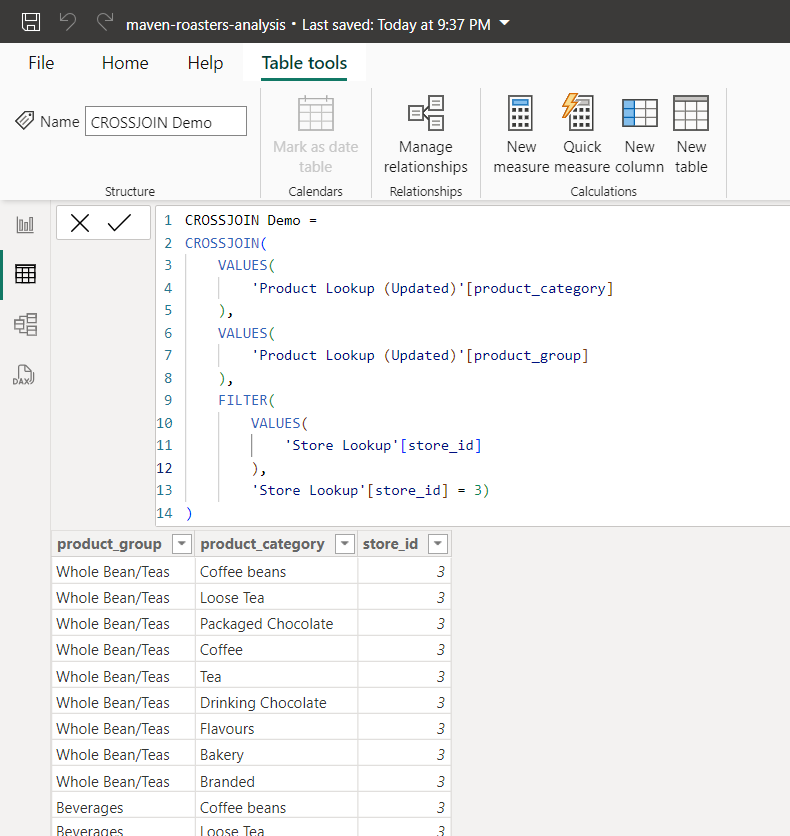 maven-roasters-analysis • Last saved: Today at 9:37 PM
File Home Help Table tools
Name CROSSJOIN Demo
Mark as date table
Manage relationships
New measure
Quick measure
New column
New table
Structure Calendars Relationships Calculations
1 CROSSJOIN Demo =
2 CROSSJOIN(
3 VALUES(
4 'Product Lookup (Updated)'[product_category]
5 ),
6 VALUES(
7 'Product Lookup (Updated)'[product_group]
8 ),
9 FILTER(
10 VALUES(
11 'Store Lookup'[store_id]
12 ),
13 'Store Lookup'[store_id] = 3)
14 )
DAX
product_group product_category store_id
Whole Bean/Teas Coffee beans 3
Whole Bean/Teas Loose Tea 3
Whole Bean/Teas Packaged Chocolate 3
Whole Bean/Teas Coffee 3
Whole Bean/Teas Tea 3
Whole Bean/Teas Drinking Chocolate 3
Whole Bean/Teas Flavours 3
Whole Bean/Teas Bakery 3
Whole Bean/Teas Branded 3
Beverages Coffee beans 3
Beverages Loose Tea 3